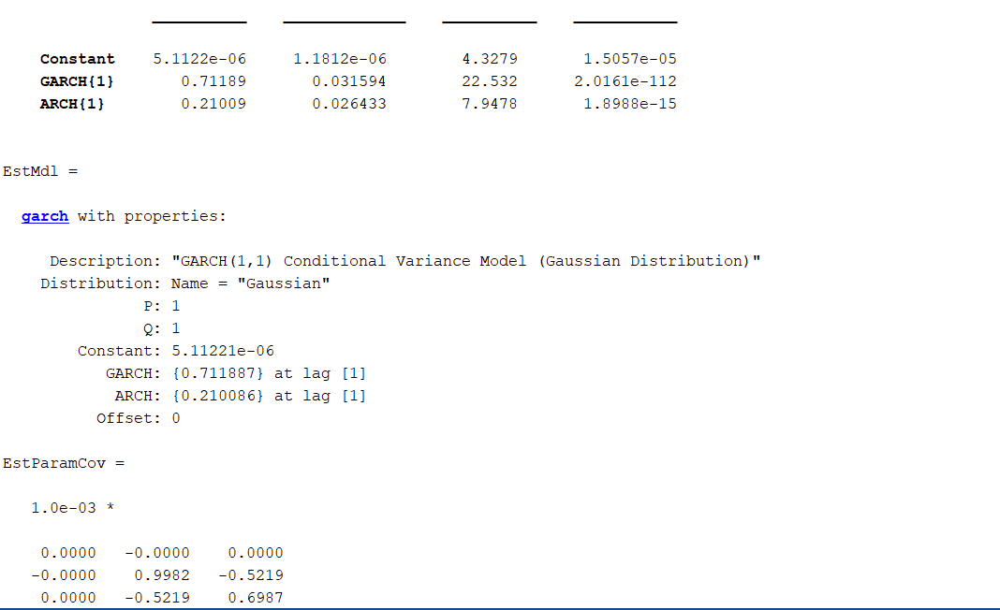 Constant 5.1122e-06 1.1812e-06 4.3279 1.5057e-05
GARCH{1} 0.71189 0.031594 22.532 2.0161e-112
ARCH{1} 0.21009 0.026433 7.9478 1.8988e-15
EstMdl =
garch with properties:
Description: "GARCH(1,1) Conditional Variance Model (Gaussian Distribution)"
Distribution: Name = "Gaussian"
P: 1
Q: 1
Constant: 5.11221e-06
GARCH: {0.711887} at lag [1]
ARCH: {0.210086} at lag [1]
Offset: 0
EstParamCov =
1.0e-03 *
0.0000 -0.0000 0.0000
-0.0000 0.9982 -0.5219
0.0000 -0.5219 0.6987